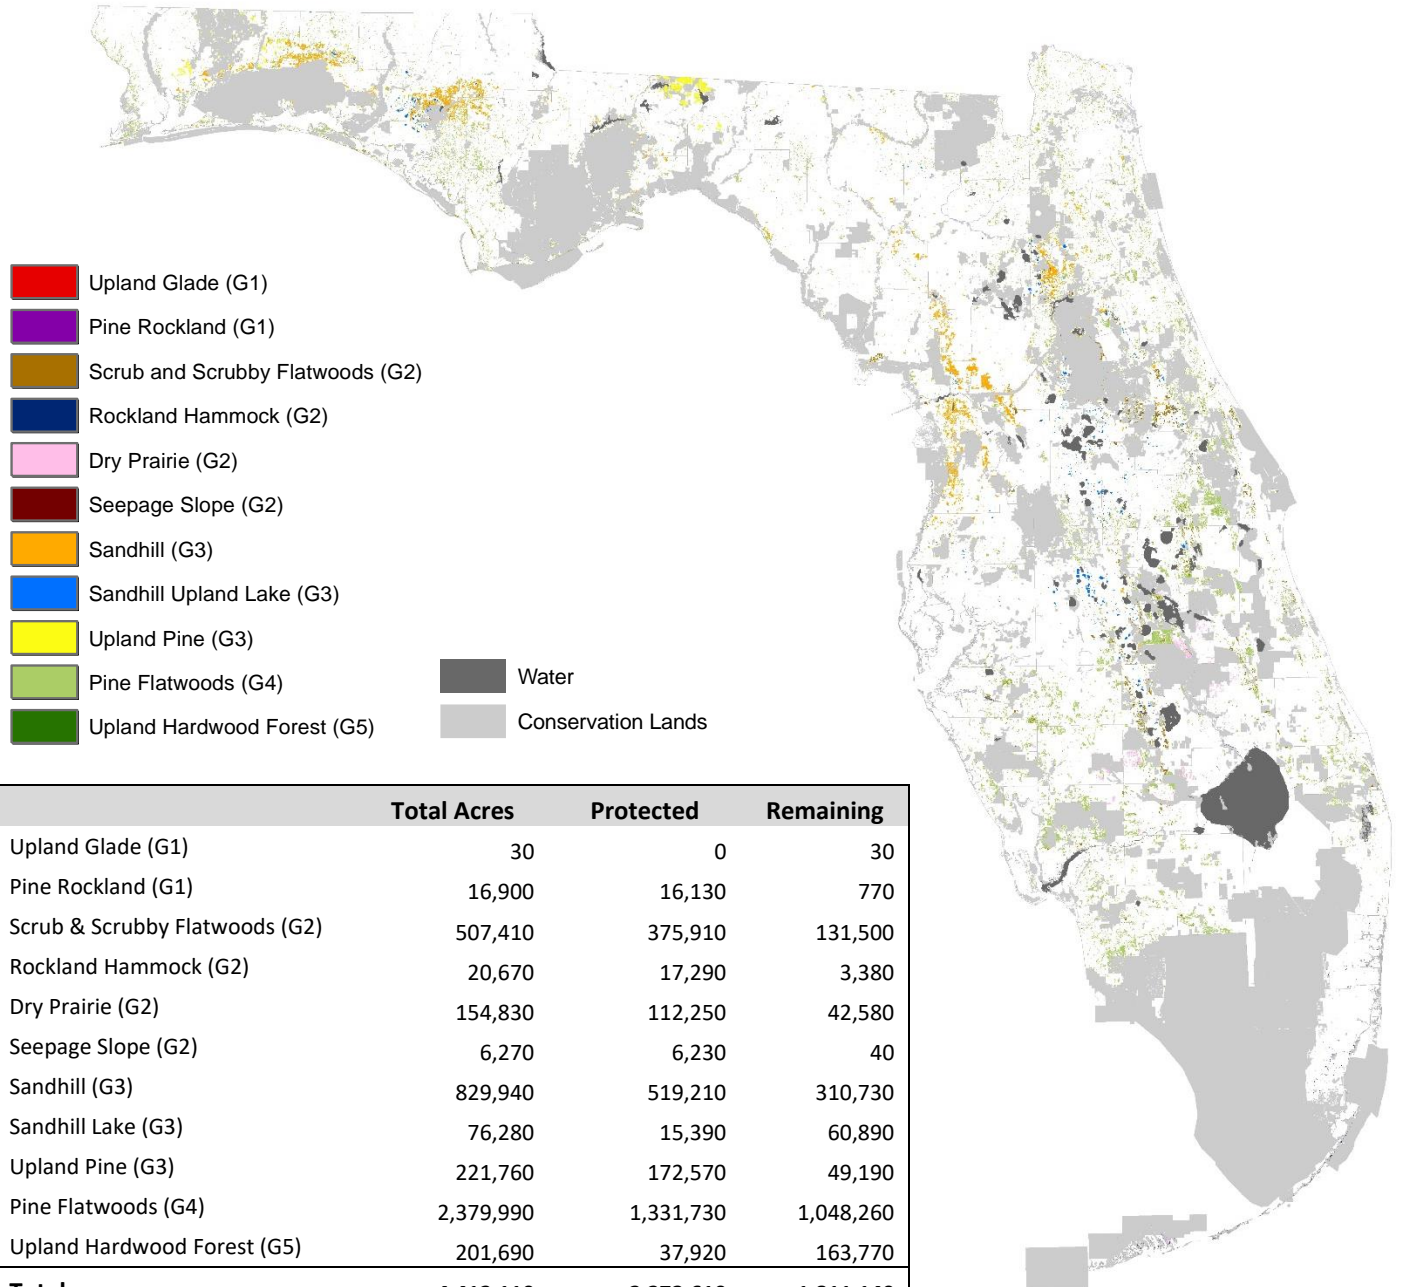 Upland Glade (G1)
Pine Rockland (G1)
Scrub and Scrubby Flatwoods (G2)
Rockland Hammock (G2)
Dry Prairie (G2)
Seepage Slope (G2)
Sandhill (G3)
Sandhill Upland Lake (G3)
Upland Pine (G3)
Pine Flatwoods (G4)
Upland Hardwood Forest (G5)
Water
Conservation Lands
Total Acres Protected Remaining
Upland Glade (G1) 30 0 30
Pine Rockland (G1) 16,900 16,130 770
Scrub & Scrubby Flatwoods (G2) 507,410 375,910 131,500
Rockland Hammock (G2) 20,670 17,290 3,380
Dry Prairie (G2) 154,830 112,250 42,580
Seepage Slope (G2) 6,270 6,230 40
Sandhill (G3) 829,940 519,210 310,730
Sandhill Lake (G3) 76,280 15,390 60,890
Upland Pine (G3) 221,760 172,570 49,190
Pine Flatwoods (G4) 2,379,990 1,331,730 1,048,260
Upland Hardwood Forest (G5) 201,690 37,920 163,770